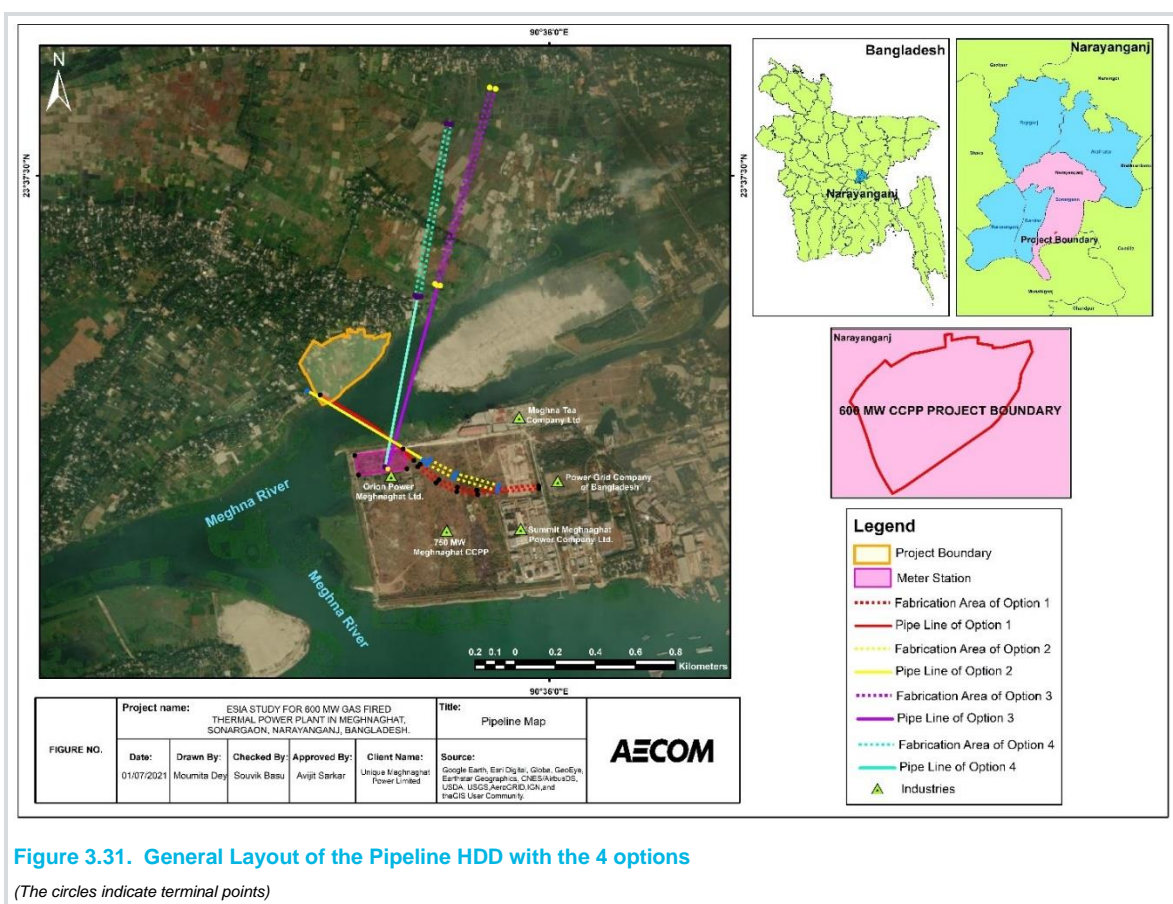 90°36'0"E
N
23°37'30"N
23°37'30"N
Meghna Tea
Company Ltd
Power Grid Company
of Bangladesh
Orion Power
Meghnaghat Ltd.
750 MW
Meghnaghat CCPP
Summit Meghnaghat
Power Company Ltd.
Meghna River
Meghna River
0.2 0.1 0 0.2 0.4 0.6 0.8
Kilometers
90°36'0"E
Bangladesh
Narayanganj
Narayanganj
Rupganj
Narayanganj
Sonargaon
Project Boundary
Narayanganj
600 MW CCPP PROJECT BOUNDARY
Legend
Project Boundary
Meter Station
Fabrication Area of Option 1
Pipe Line of Option 1
Fabrication Area of Option 2
Pipe Line of Option 2
Fabrication Area of Option 3
Pipe Line of Option 3
Fabrication Area of Option 4
Pipe Line of Option 4
Industries
FIGURE NO.
Project name: ESIA STUDY FOR 600 MW GAS FIRED
THERMAL POWER PLANT IN MEGHNAGHAT,
SONARGAON, NARAYANGANJ, BANGLADESH.
Title:
Pipeline Map
Date: Drawn By: Checked By: Approved By: Client Name:
01/07/2021 Moumita Dey Souvik Basu Avijit Sarkar Unique Meghnaghat
Power Limited
Source:
Google Earth, Esri Digital, Globe, GeoEye,
Earthstar Geographics, CNES/AirbusDS,
USDA, USGS,AeroGRID,IGN,and
theGIS User Community.
AECOM
Figure 3.31. General Layout of the Pipeline HDD with the 4 options
(The circles indicate terminal points)